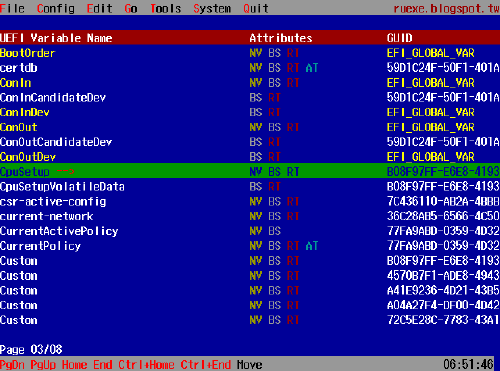 File Config Edit Go Tools System Quit ruexe.blogspot.tw
UEFI Variable Name Attributes GUID
BootOrder NV BS RT EFI_GLOBAL_VAR
certdb NV BS RT AT 59D1C24F-50F1-401A
ConIn NV BS RT EFI_GLOBAL_VAR
ConInCandidateDev BS RT 59D1C24F-50F1-401A
ConInDev BS RT EFI_GLOBAL_VAR
ConOut NV BS RT EFI_GLOBAL_VAR
ConOutCandidateDev BS RT 59D1C24F-50F1-401A
ConOutDev BS RT EFI_GLOBAL_VAR
CpuSetup NV BS RT B08F97FF-E6E8-4193
CpuSetupVolatileData BS RT B08F97FF-E6E8-4193
csr-active-config NV BS RT 7C436110-AB2A-4BBB
current-network NV BS RT 36C28AB5-6566-4C50
CurrentActivePolicy NV BS 77FA9ABD-0359-4D32
CurrentPolicy NV BS RT AT 77FA9ABD-0359-4D32
Custom NV BS RT B08F97FF-E6E8-4193
Custom NV BS RT 4570B7F1-ADE8-4943
Custom NV BS RT A41E9236-4D21-43B5
Custom NV BS RT A04A27F4-DF00-4D42
Custom NV BS RT 72C5E28C-7783-43A1
Page 03/08
PgDn PgUp Home End Ctrl+Home Ctrl+End Move 06:51:46